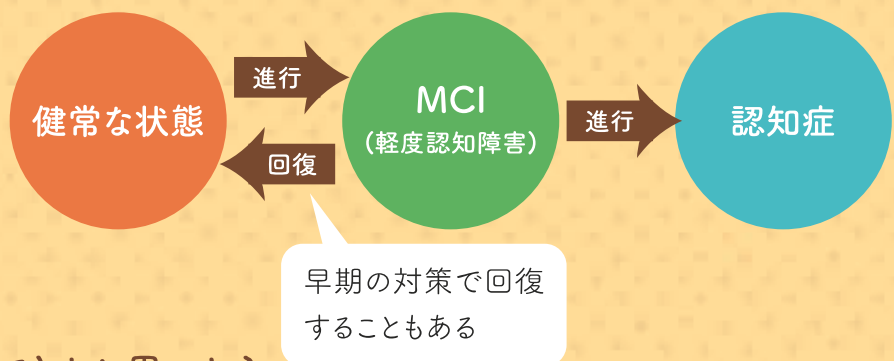 健常な状態
進行
回復
MCI
(軽度認知障害)
進行
認知症
早期の対策で回復
することもある